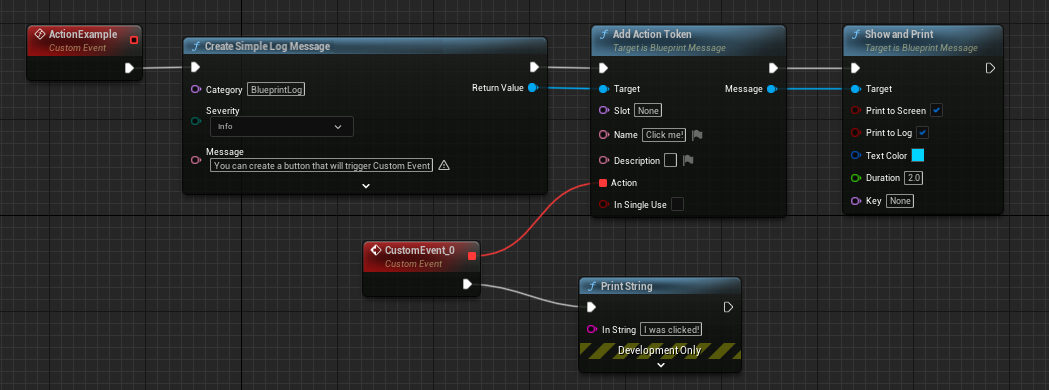 ActionExample
Custom Event
Create Simple Log Message
Category BlueprintLog
Return Value
Severity
Info
Message
You can create a button that will trigger Custom Event
Add Action Token
Target is Blueprint Message
Target
Message
Slot None
Name Click me!
Description
Action
In Single Use
Show and Print
Target is Blueprint Message
Target
Print to Screen
Print to Log
Text Color
Duration 2.0
Key None
CustomEvent_0
Custom Event
Print String
In String I was clicked!
Development Only